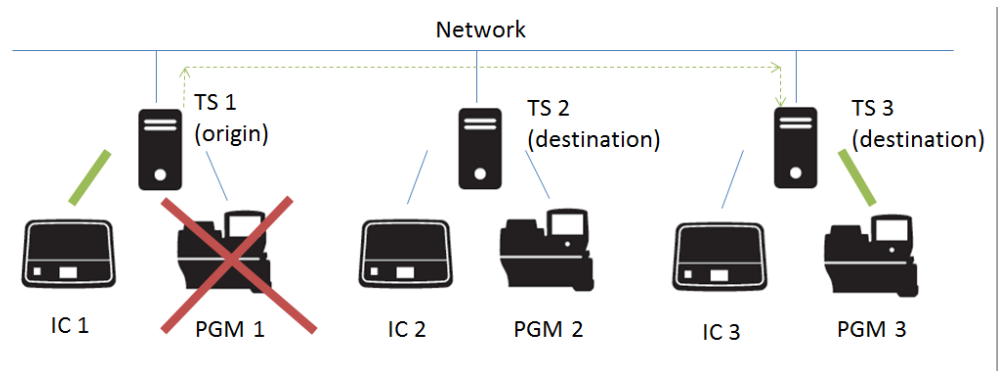 Network
TS 1
(origin)
TS 2
(destination)
TS 3
(destination)
IC 1
PGM 1
IC 2
PGM 2
IC 3
PGM 3